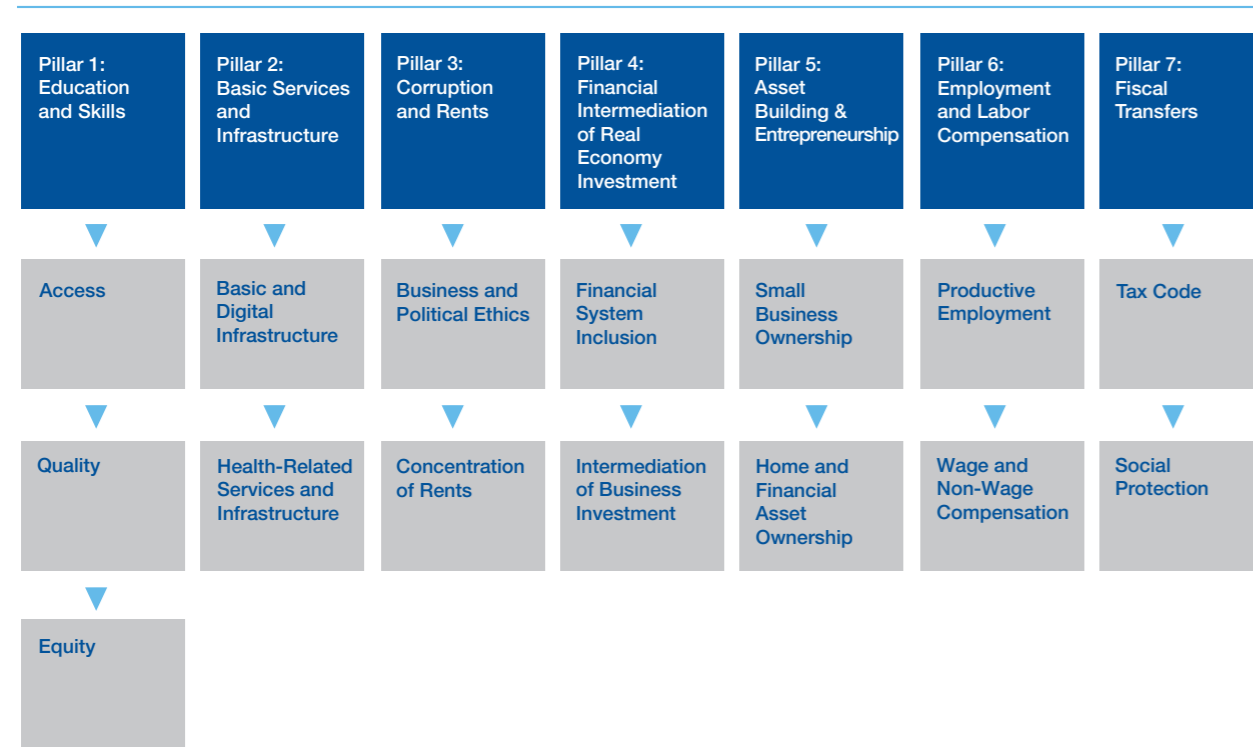 Pillar 1:
Education
and Skills
Pillar 2:
Basic Services
and
Infrastructure
Pillar 3:
Corruption
and Rents
Pillar 4:
Financial
Intermediation
of Real
Economy
Investment
Pillar 5:
Asset
Building &
Entrepreneurship
Pillar 6:
Employment
and Labor
Compensation
Pillar 7:
Fiscal
Transfers
Access
Basic and
Digital
Infrastructure
Business and
Political Ethics
Financial
System
Inclusion
Small
Business
Ownership
Productive
Employment
Tax Code
Quality
Health-Related
Services and
Infrastructure
Concentration
of Rents
Intermediation
of Business
Investment
Home and
Financial
Asset
Ownership
Wage and
Non-Wage
Compensation
Social
Protection
Equity